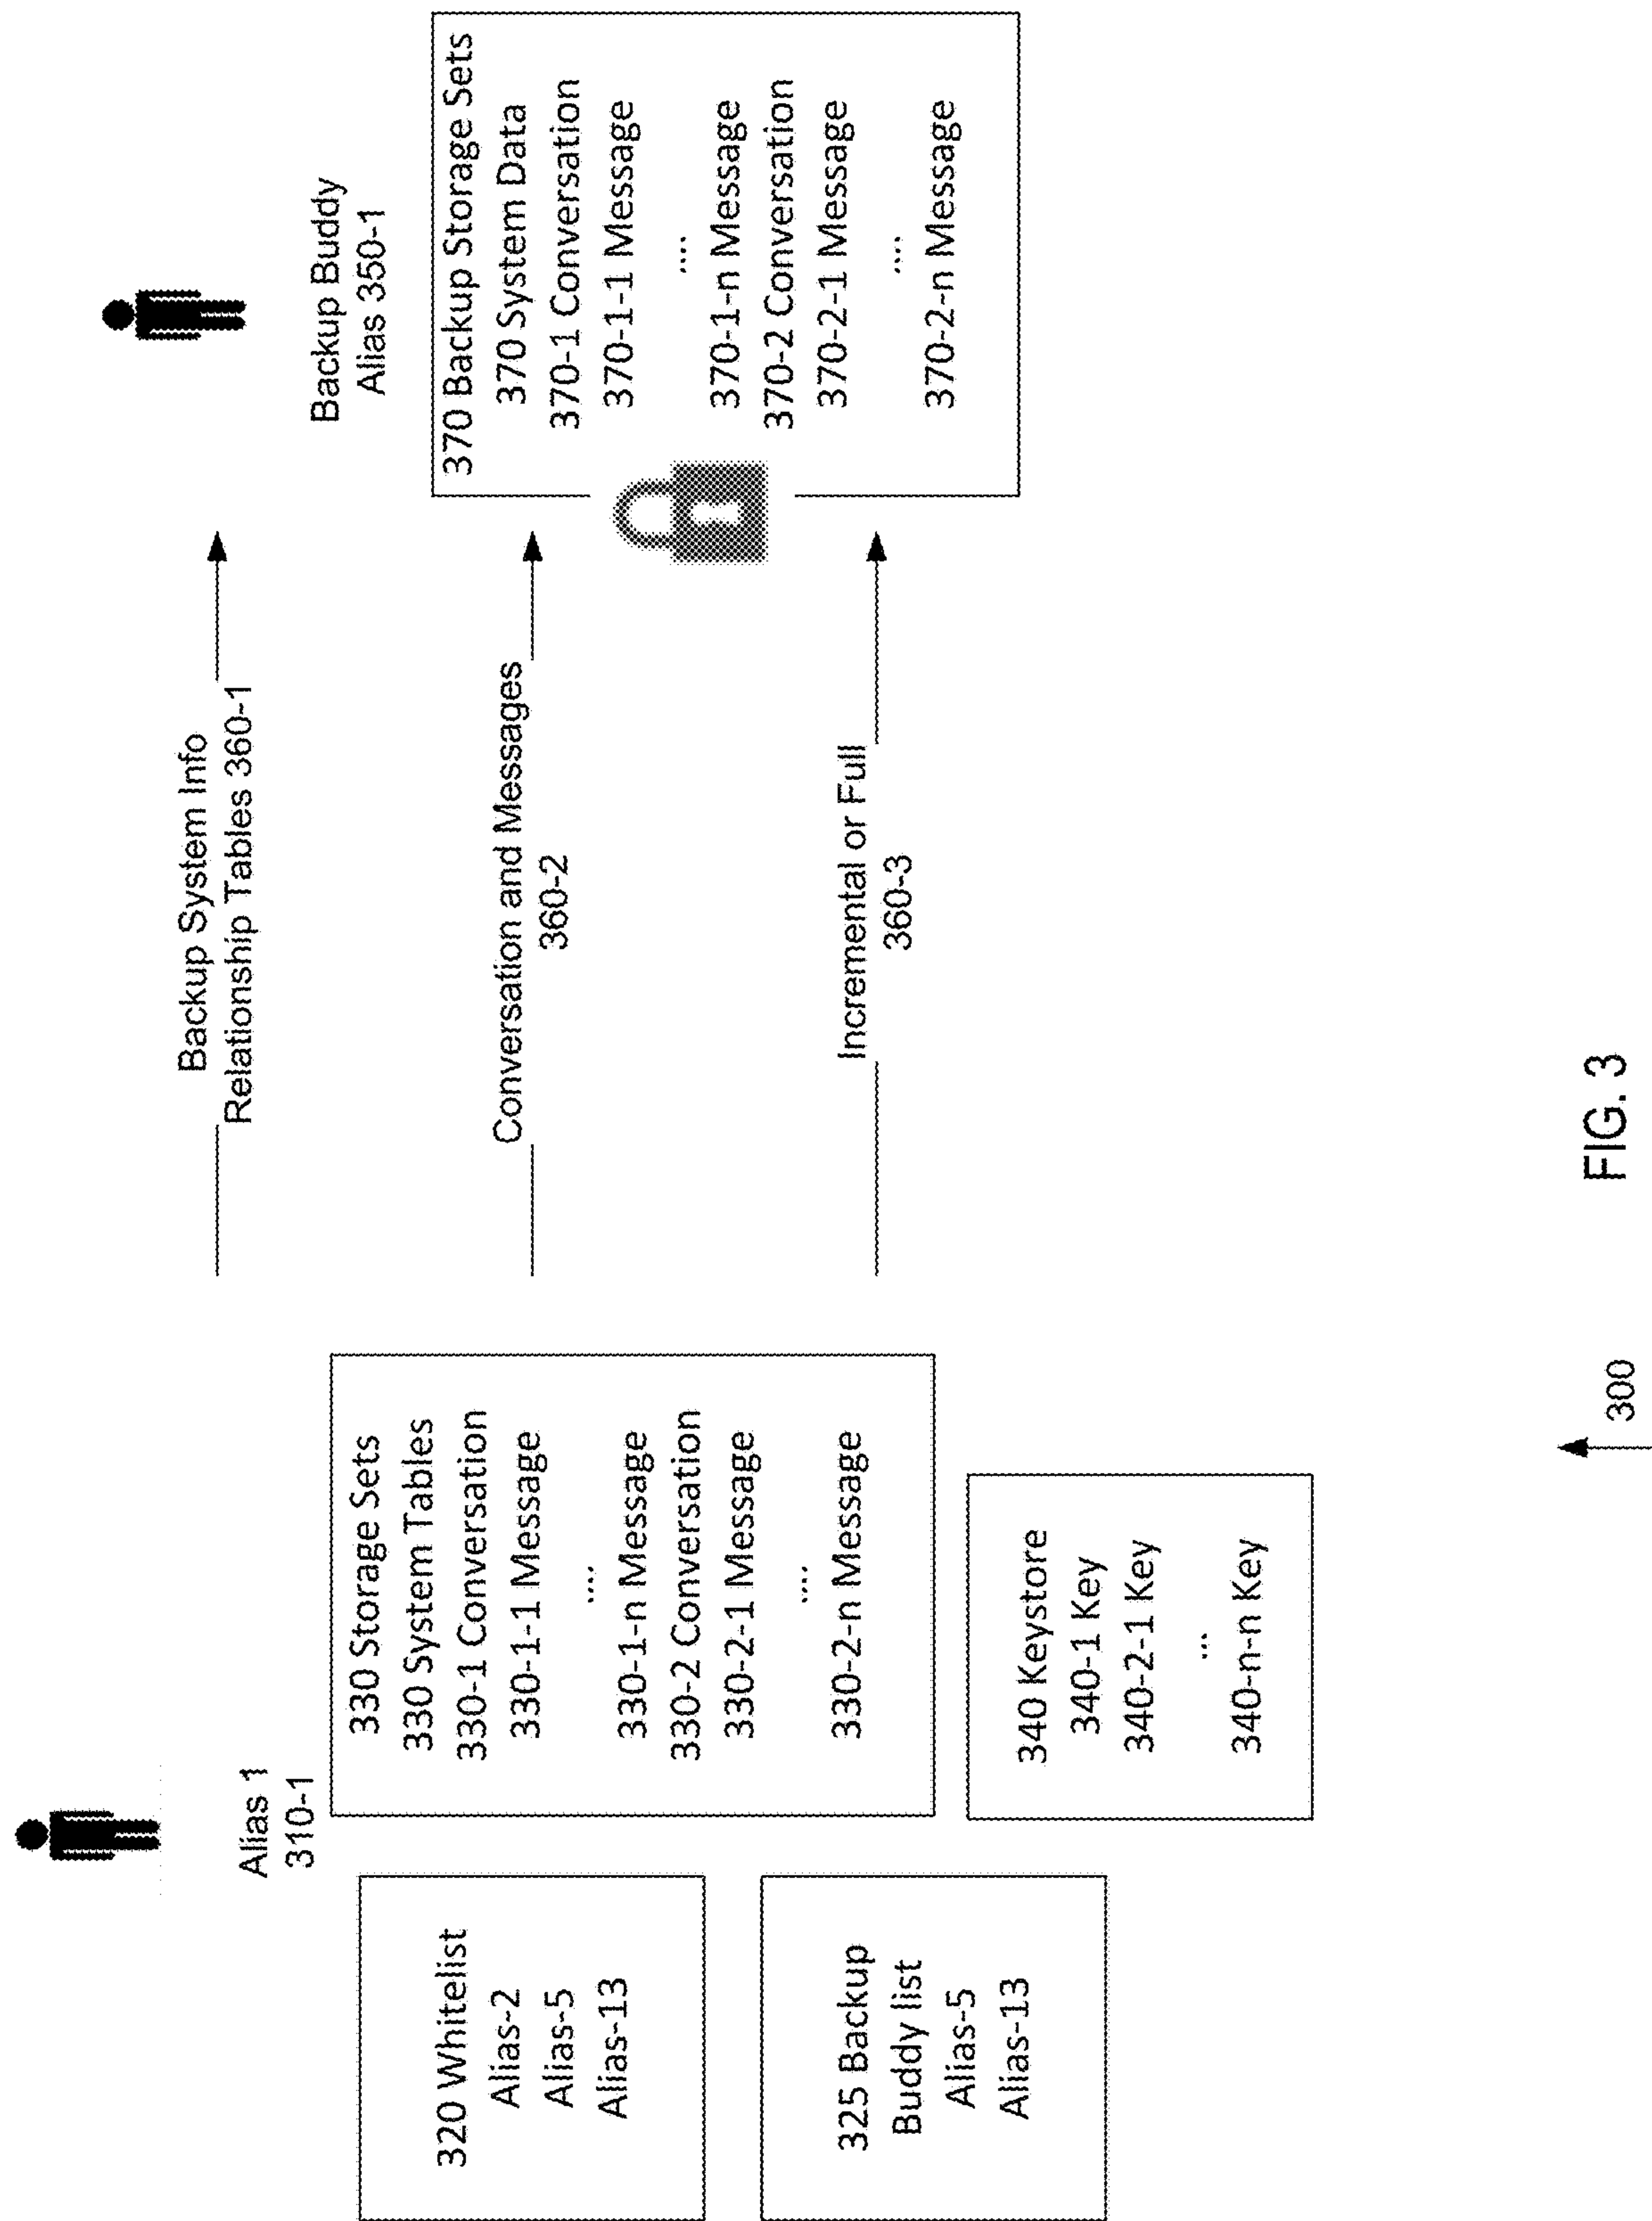 Alias 1
310-1
320 Whitelist
Alias-2
Alias-5
Alias-13
325 Backup
Buddy list
Alias-5
Alias-13
330 Storage Sets
330 System Tables
330-1 Conversation
330-1-1 Message
....
330-1-n Message
330-2 Conversation
330-2-1 Message
....
330-2-n Message
340 Keystore
340-1 Key
340-2-1 Key
...
340-n-n Key
Backup System Info
Relationship Tables 360-1
Conversation and Messages
360-2
Incremental or Full
360-3
Backup Buddy
Alias 350-1
370 Backup Storage Sets
370 System Data
370-1 Conversation
370-1-1 Message
....
370-1-n Message
370-2 Conversation
370-2-1 Message
....
370-2-n Message
300
FIG. 3